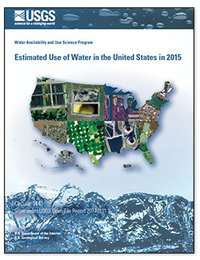 USGS
science for a changing world
Water Availability and Use Science Program
Estimated Use of Water in the United States in 2015
Circular 1441
Supersedes USGS Open-File Report 2017–1131
U.S. Department of the Interior
U.S. Geological Survey